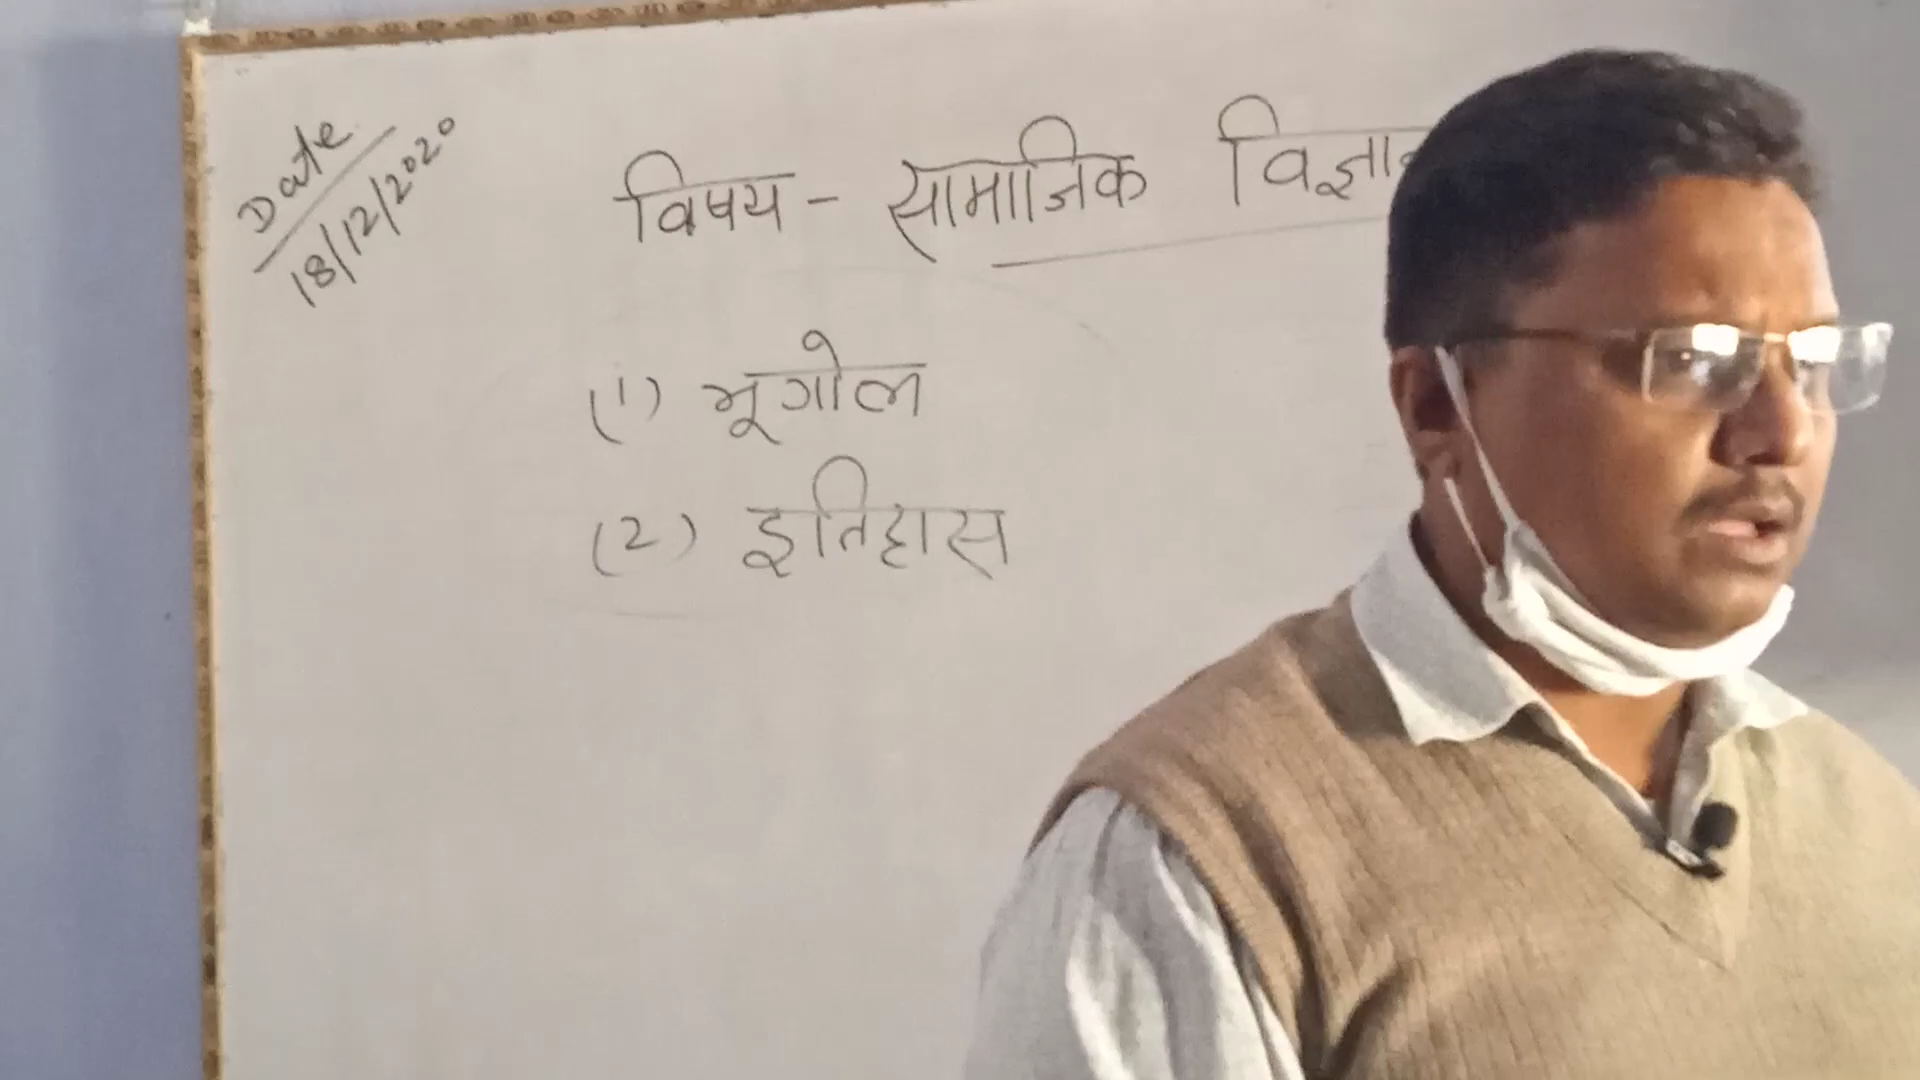 Date
18/12/2020
विषय - सामाजिक
(1) भूगोल
(2) इतिहास